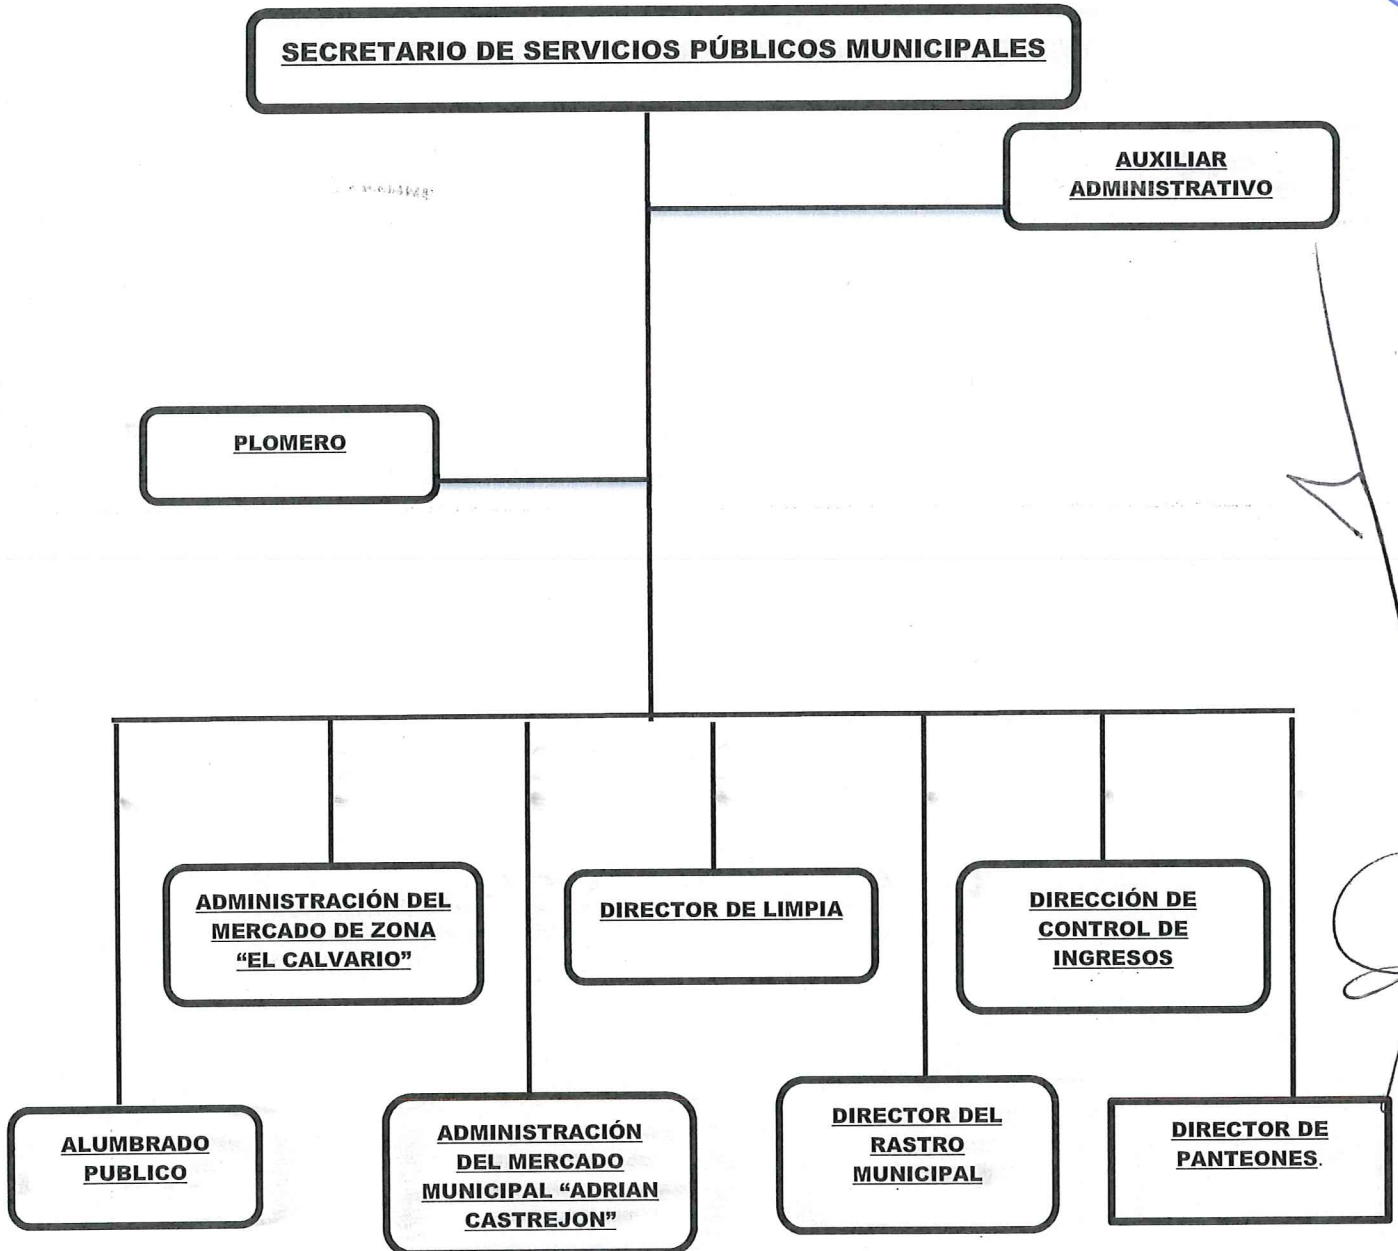 SECRETARIO DE SERVICIOS PÚBLICOS MUNICIPALES
AUXILIAR
ADMINISTRATIVO
PLOMERO
ADMINISTRACIÓN DEL
MERCADO DE ZONA
“EL CALVARIO”
DIRECTOR DE LIMPIA
DIRECCIÓN DE
CONTROL DE
INGRESOS
ALUMBRADO
PUBLICO
ADMINISTRACIÓN
DEL MERCADO
MUNICIPAL “ADRIAN
CASTREJON”
DIRECTOR DEL
RASTRO
MUNICIPAL
DIRECTOR DE
PANTEONES.